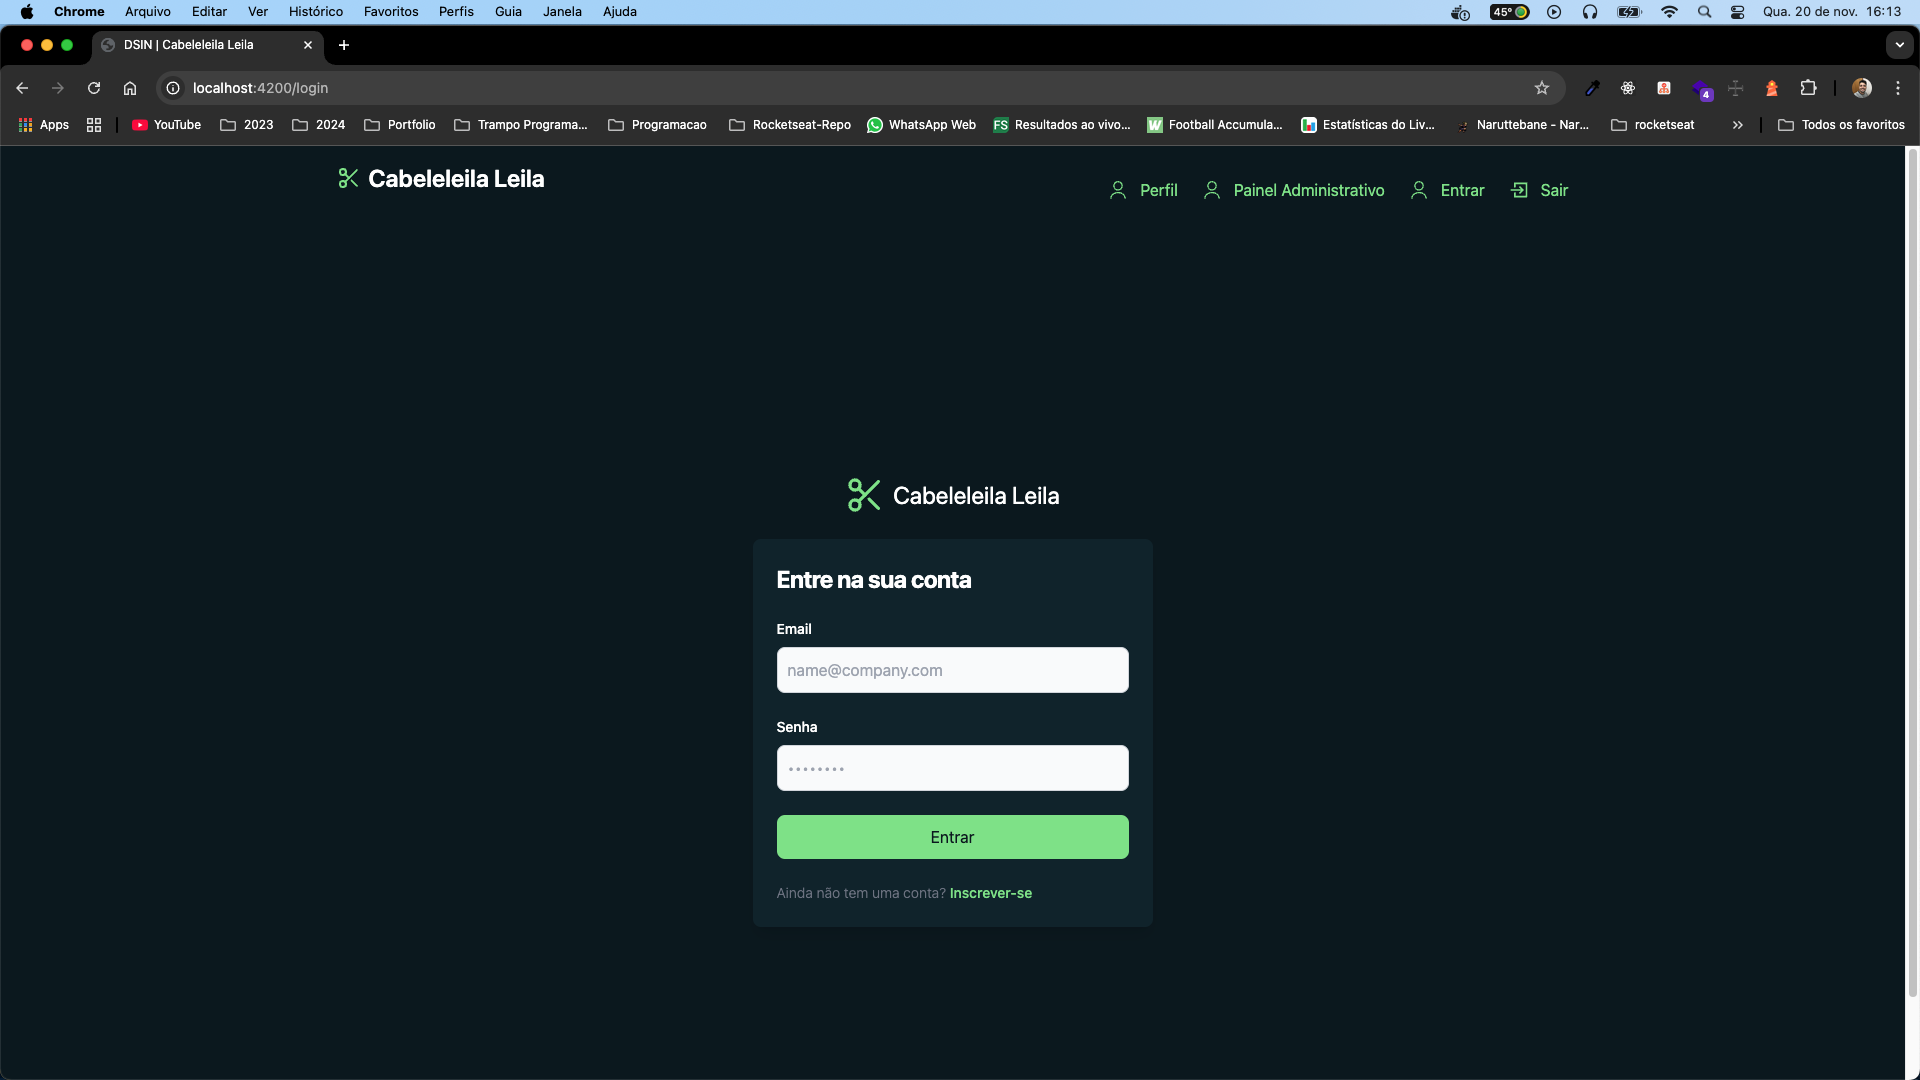 Chrome Arquivo Editar Ver Histórico Favoritos Perfis Guia Janela Ajuda 45° Qua. 20 de nov. 16:13
DSIN | Cabeleleila Leila
localhost:4200/login 4
Apps YouTube 2023 2024 Portfolio Trampo Programa... Programacao Rocketseat-Repo WhatsApp Web FS Resultados ao vivo... W Football Accumula... Estatísticas do Liv... Naruttebane - Nar... rocketseat » Todos os favoritos
Cabeleleila Leila
Perfil Painel Administrativo Entrar Sair
Cabeleleila Leila
Entre na sua conta
Email
name@company.com
Senha
••••••••
Entrar
Ainda não tem uma conta? Inscrever-se